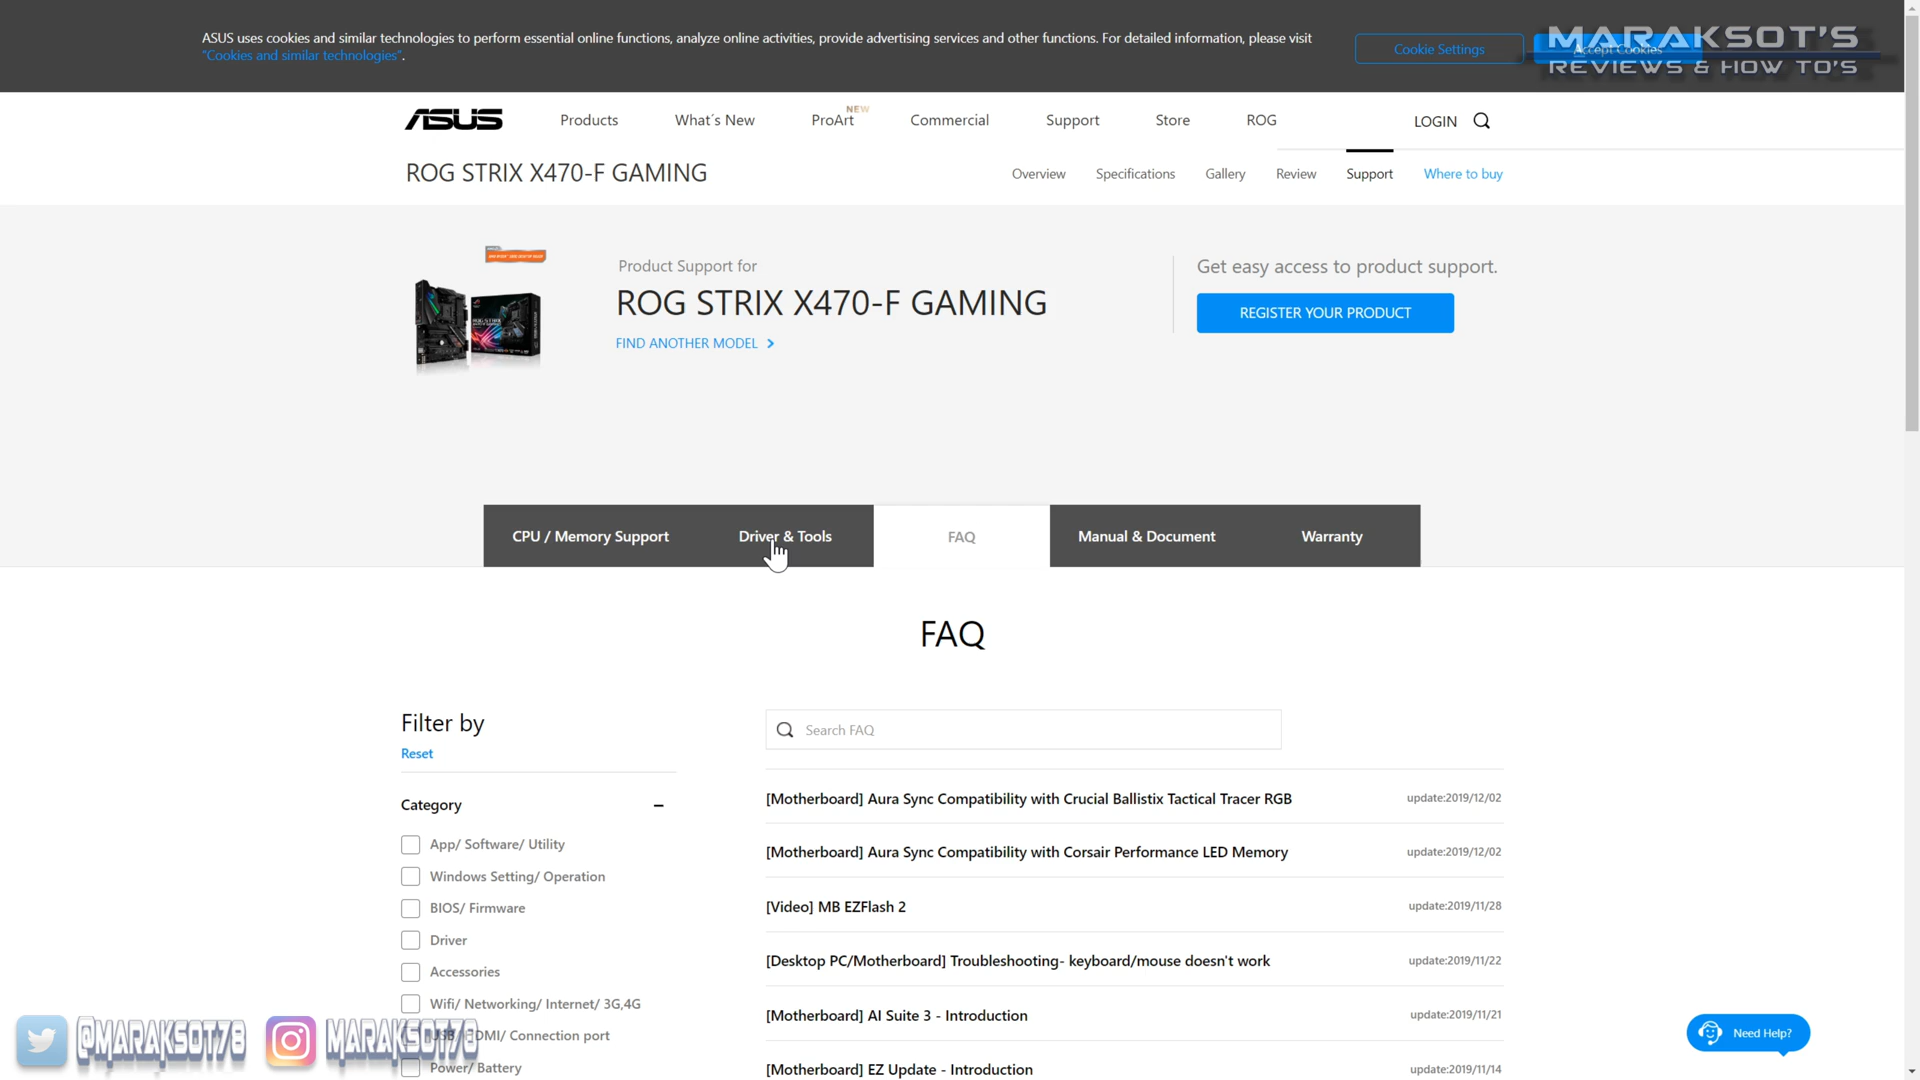 ASUS uses cookies and similar technologies to perform essential online functions, analyze online activities, provide advertising services and other functions. For detailed information, please visit
"Cookies and similar technologies".
Cookie Settings
Accept Cookies
MARAKSOT'S
REVIEWS & HOW TO'S
ASUS
Products
What's New
ProArt
NEW
Commercial
Support
Store
ROG
LOGIN
ROG STRIX X470-F GAMING
Overview
Specifications
Gallery
Review
Support
Where to buy
Product Support for
ROG STRIX X470-F GAMING
FIND ANOTHER MODEL >
Get easy access to product support.
REGISTER YOUR PRODUCT
CPU / Memory Support
Driver & Tools
FAQ
Manual & Document
Warranty
FAQ
Filter by
Reset
Category
App/ Software/ Utility
Windows Setting/ Operation
BIOS/ Firmware
Driver
Accessories
Wifi/ Networking/ Internet/ 3G,4G
DMI/ Connection port
Power/ Battery
Search FAQ
[Motherboard] Aura Sync Compatibility with Crucial Ballistix Tactical Tracer RGB
update:2019/12/02
[Motherboard] Aura Sync Compatibility with Corsair Performance LED Memory
update:2019/12/02
[Video] MB EZFlash 2
update:2019/11/28
[Desktop PC/Motherboard] Troubleshooting- keyboard/mouse doesn't work
update:2019/11/22
[Motherboard] AI Suite 3 - Introduction
update:2019/11/21
[Motherboard] EZ Update - Introduction
update:2019/11/14
Need Help?
@MARAKSOT78
MARAKSOT78